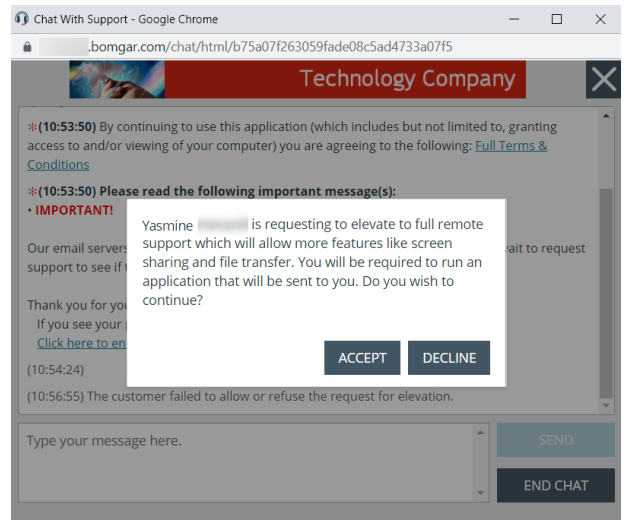 Chat With Support - Google Chrome
.bomgar.com/chat/html/b75a07f263059fade08c5ad4733a07f5
Technology Company
*(10:53:50) By continuing to use this application (which includes but not limited to, granting
access to and/or viewing of your computer) you are agreeing to the following: Full Terms &
Conditions
*(10:53:50) Please read the following important message(s):
• IMPORTANT!
Our email servers
ait to request
support to see if
Thank you for you
If you see your
Click here to en
(10:54:24)
(10:56:55) The customer failed to allow or refuse the request for elevation.
Yasmine is requesting to elevate to full remote
support which will allow more features like screen
sharing and file transfer. You will be required to run an
application that will be sent to you. Do you wish to
continue?
ACCEPT DECLINE
Type your message here.
SEND
END CHAT